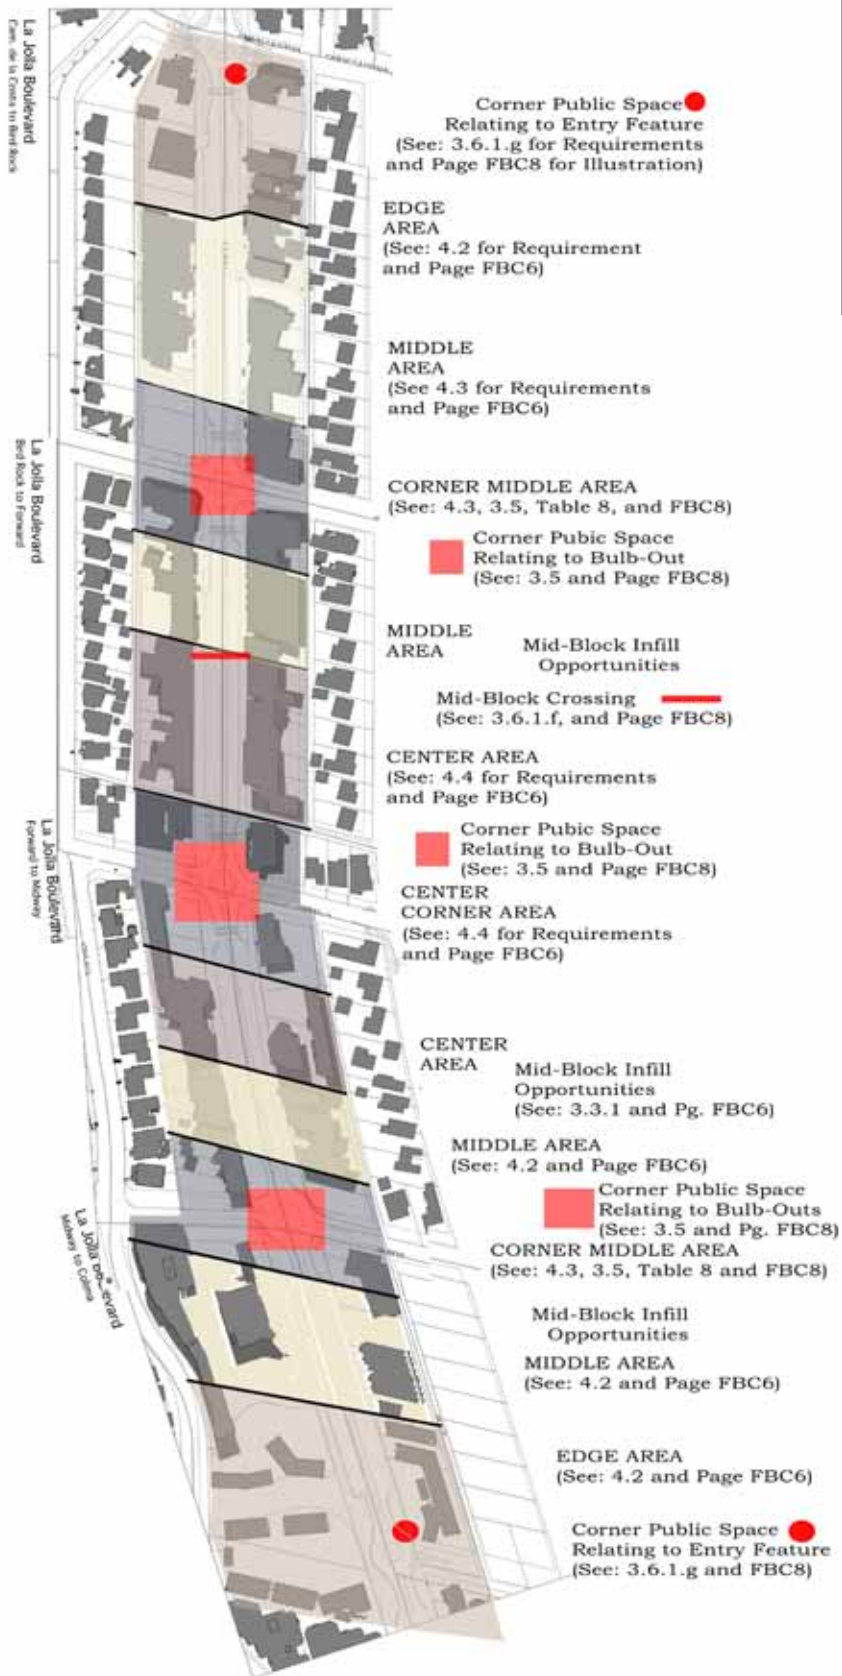 La Jolla Boulevard
Cam. de la Costa to Bird Rock
Corner Public Space
Relating to Entry Feature
(See: 3.6.1.g for Requirements
and Page FBC8 for Illustration)
EDGE
AREA
(See: 4.2 for Requirement
and Page FBC6)
MIDDLE
AREA
(See 4.3 for Requirements
and Page FBC6)
La Jolla Boulevard
Bird Rock to Forward
CORNER MIDDLE AREA
(See: 4.3, 3.5, Table 8, and FBC8)
Corner Pubic Space
Relating to Bulb-Out
(See: 3.5 and Page FBC8)
MIDDLE
AREA
Mid-Block Infill
Opportunities
Mid-Block Crossing
(See: 3.6.1.f, and Page FBC8)
CENTER AREA
(See: 4.4 for Requirements
and Page FBC6)
La Jolla Boulevard
Forward to Midway
Corner Pubic Space
Relating to Bulb-Out
(See: 3.5 and Page FBC8)
CENTER
CORNER AREA
(See: 4.4 for Requirements
and Page FBC6)
CENTER
AREA
Mid-Block Infill
Opportunities
(See: 3.3.1 and Pg. FBC6)
MIDDLE AREA
(See: 4.2 and Page FBC6)
Corner Public Space
Relating to Bulb-Outs
(See: 3.5 and Pg. FBC8)
La Jolla
Midway to Colima
CORNER MIDDLE AREA
(See: 4.3, 3.5, Table 8 and FBC8)
Mid-Block Infill
Opportunities
MIDDLE AREA
(See: 4.2 and Page FBC6)
EDGE AREA
(See: 4.2 and Page FBC6)
Corner Public Space
Relating to Entry Feature
(See: 3.6.1.g and FBC8)